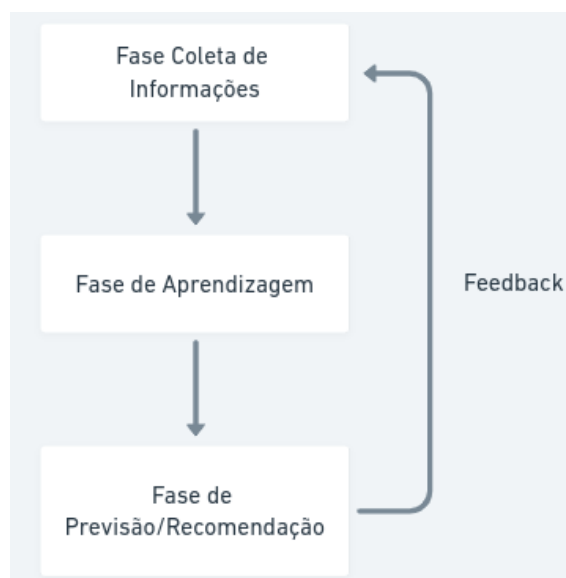 Fase Coleta de
Informações
Fase de Aprendizagem
Feedback
Fase de
Previsão/Recomendação